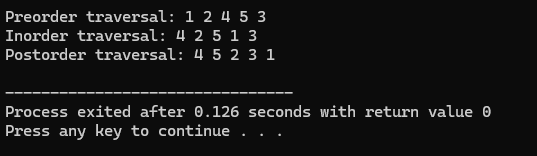 Preorder traversal: 1 2 4 5 3
Inorder traversal: 4 2 5 1 3
Postorder traversal: 4 5 2 3 1
--------------------------------
Process exited after 0.126 seconds with return value 0
Press any key to continue . . .